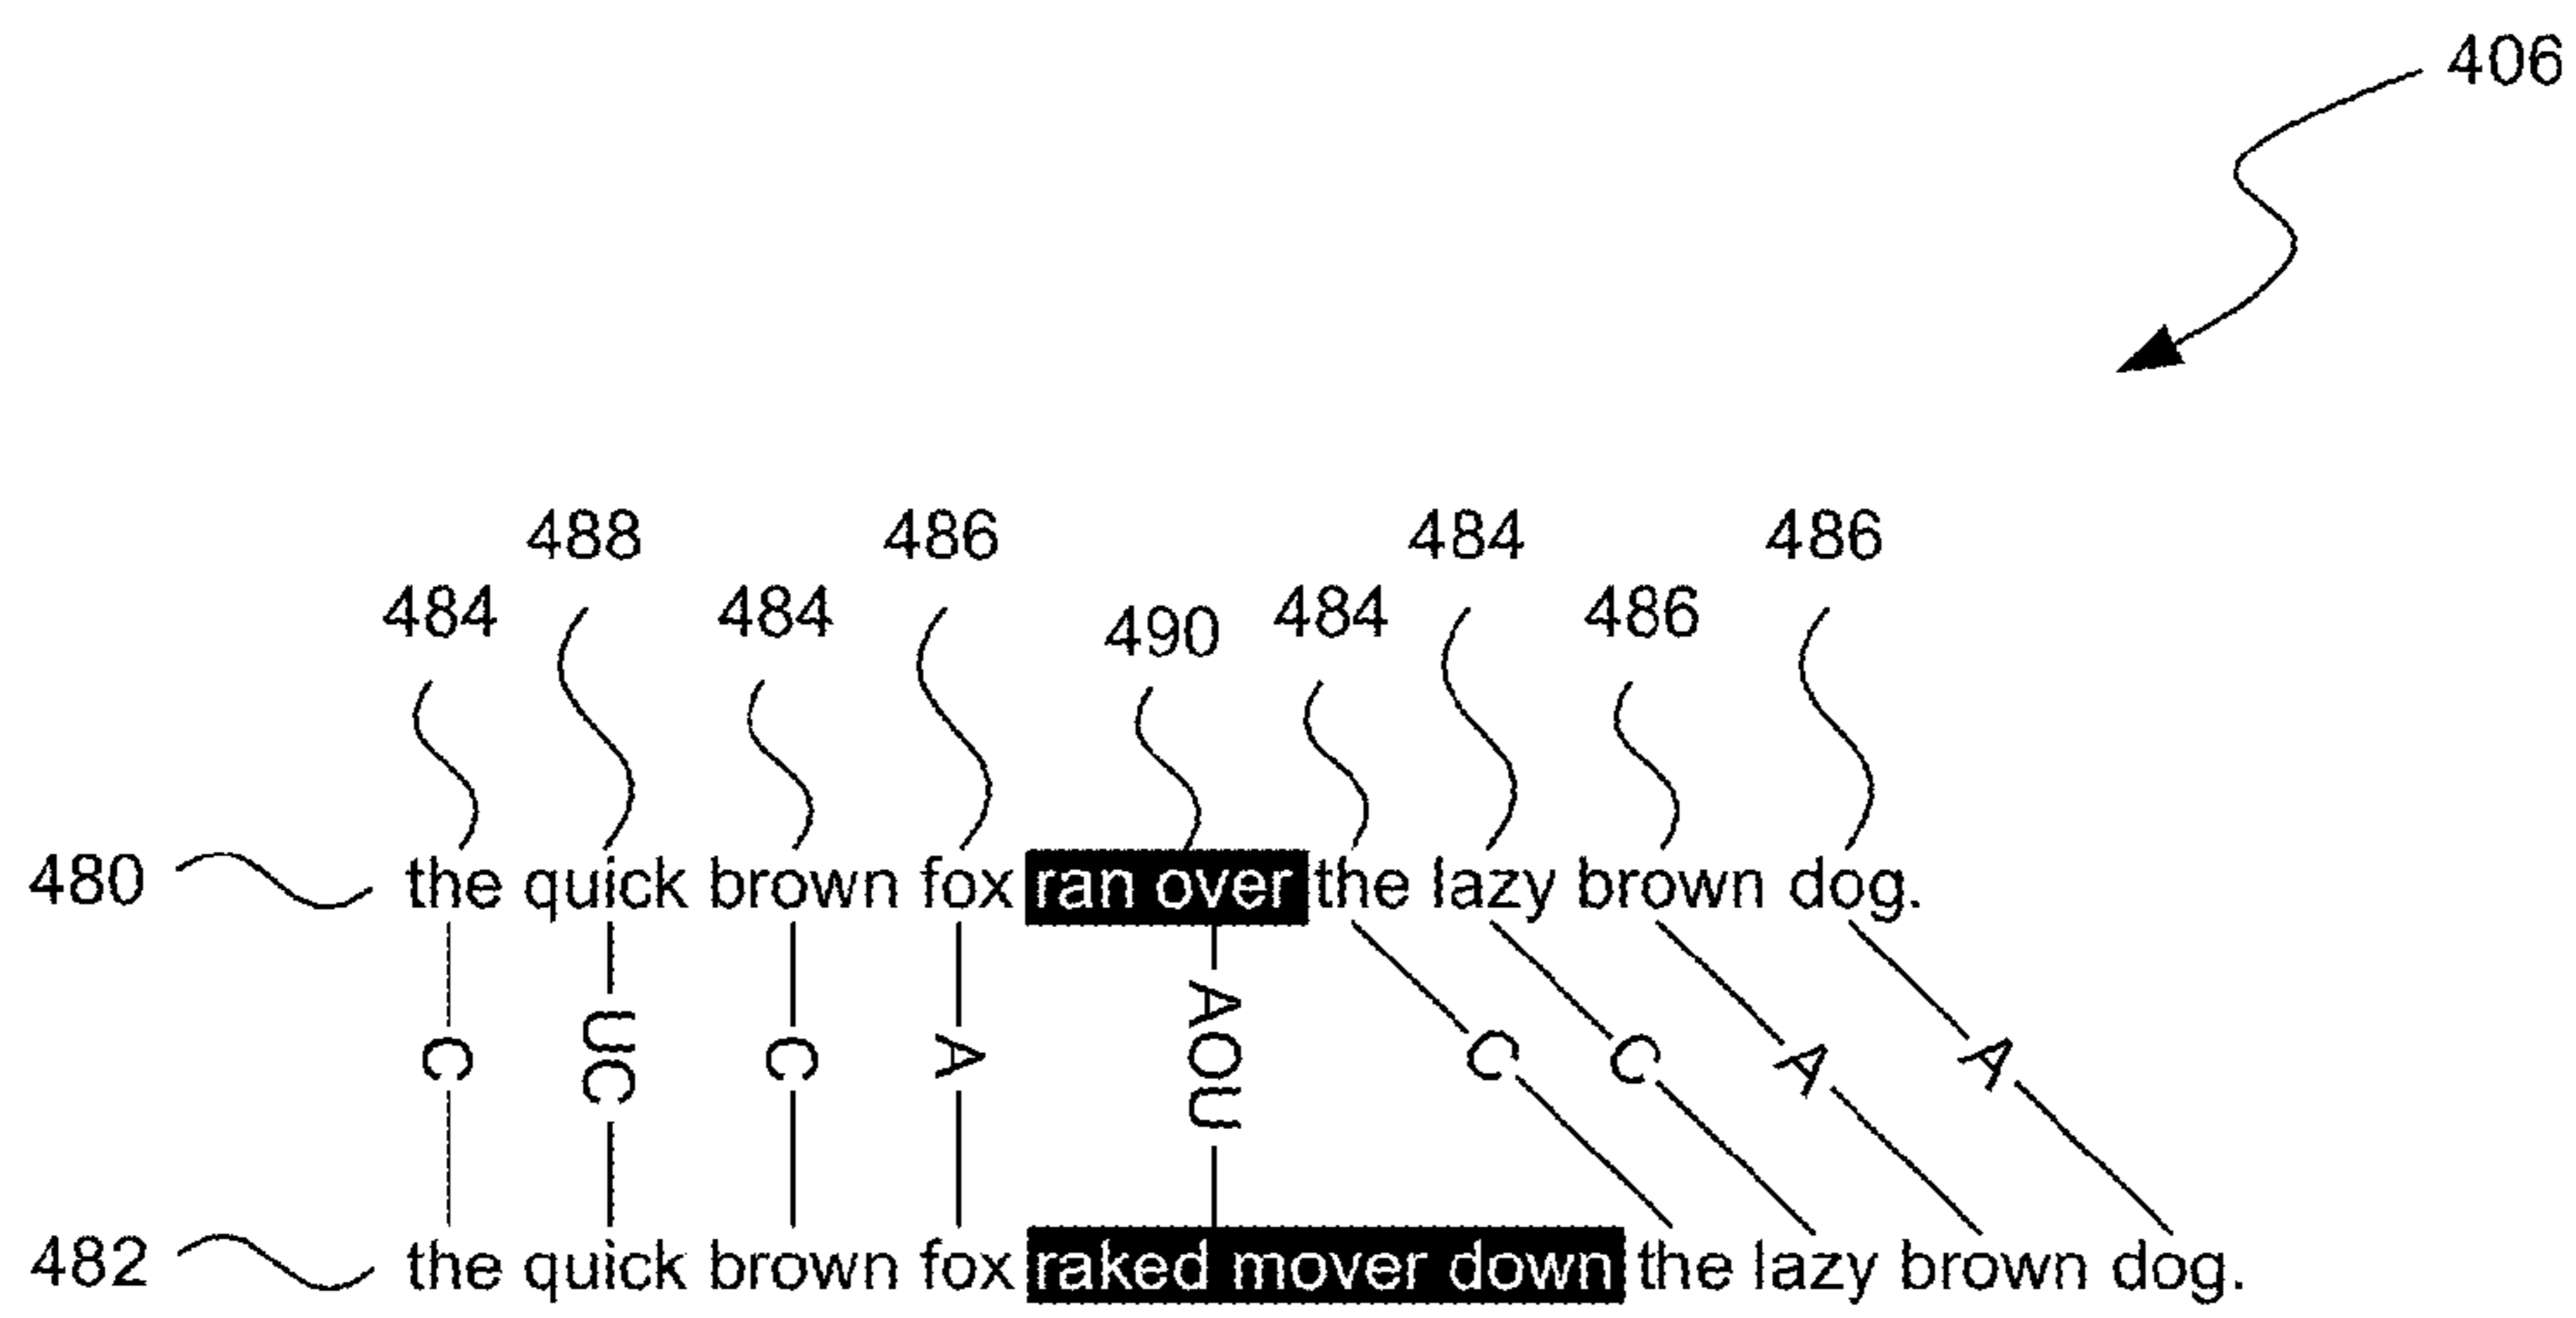 406
488 486 484 486
484 484 490 484 486
480 the quick brown fox ran over the lazy brown dog.
C UC C A AOU C C A A
482 the quick brown fox raked mover down the lazy brown dog.